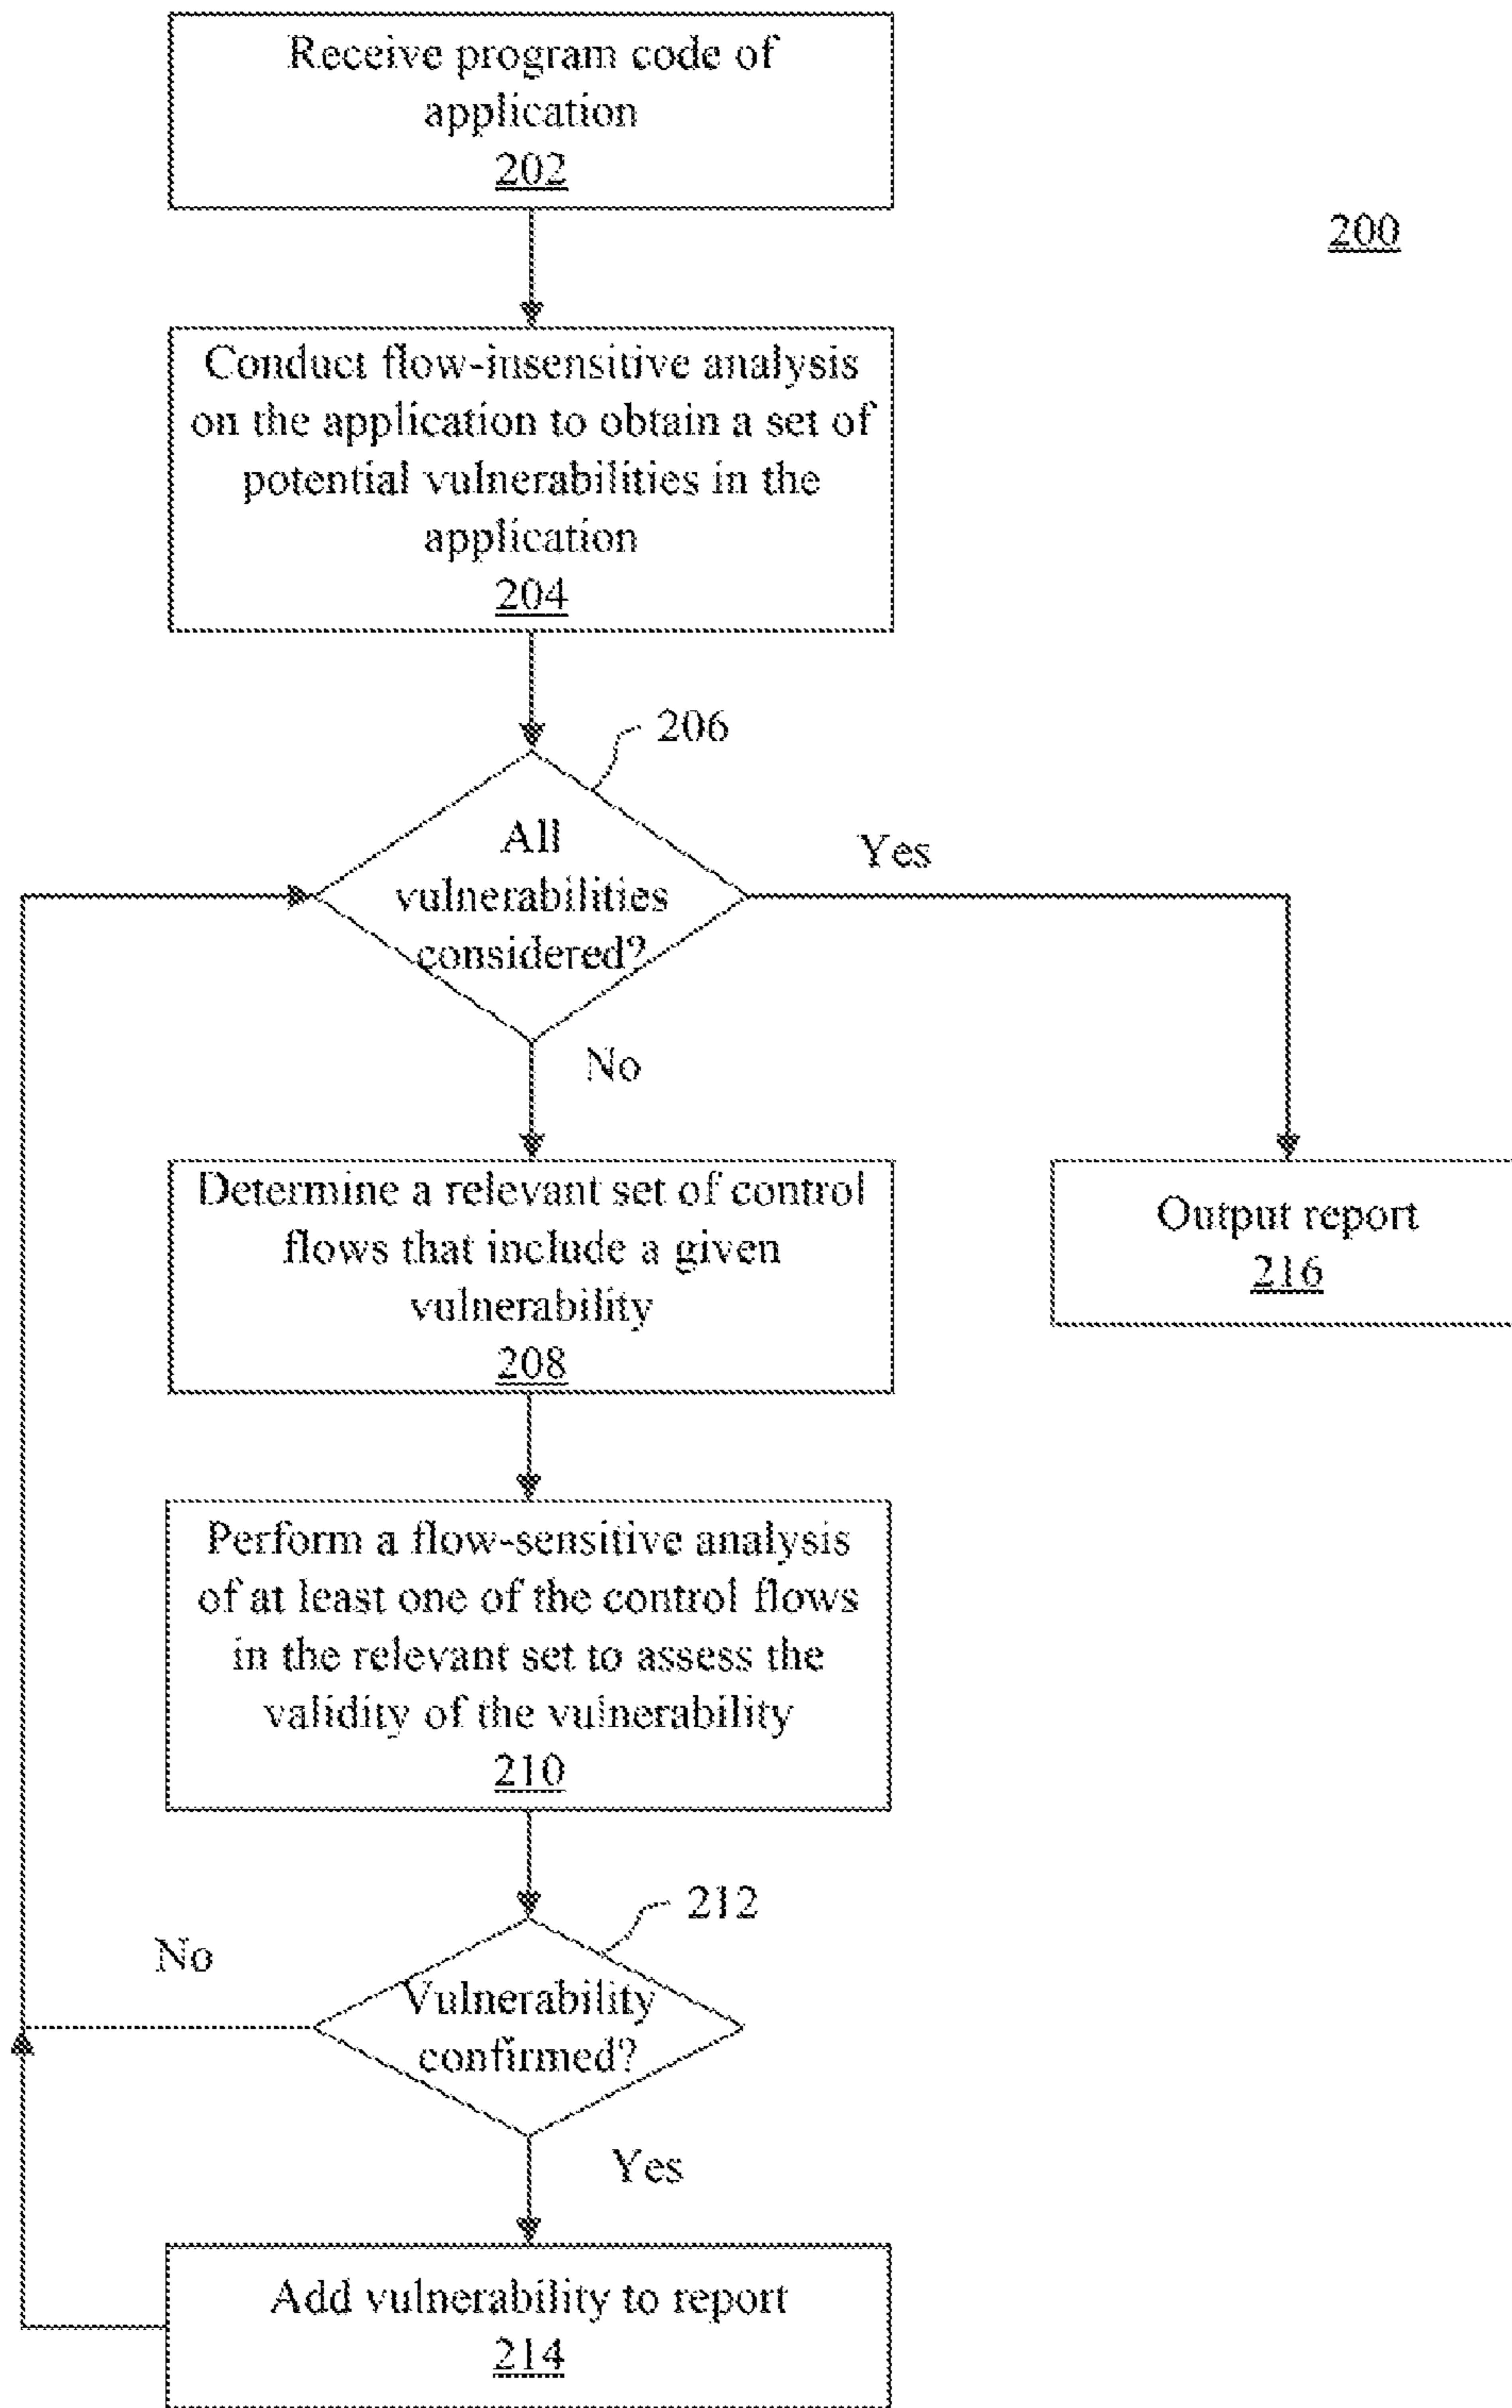 Receive program code of
application
202
200
Conduct flow-insensitive analysis
on the application to obtain a set of
potential vulnerabilities in the
application
204
206
All
vulnerabilities
considered?
Yes
No
Determine a relevant set of control
flows that include a given
vulnerability
208
Output report
216
Perform a flow-sensitive analysis
of at least one of the control flows
in the relevant set to assess the
validity of the vulnerability
210
212
No
Vulnerability
confirmed?
Yes
Add vulnerability to report
214